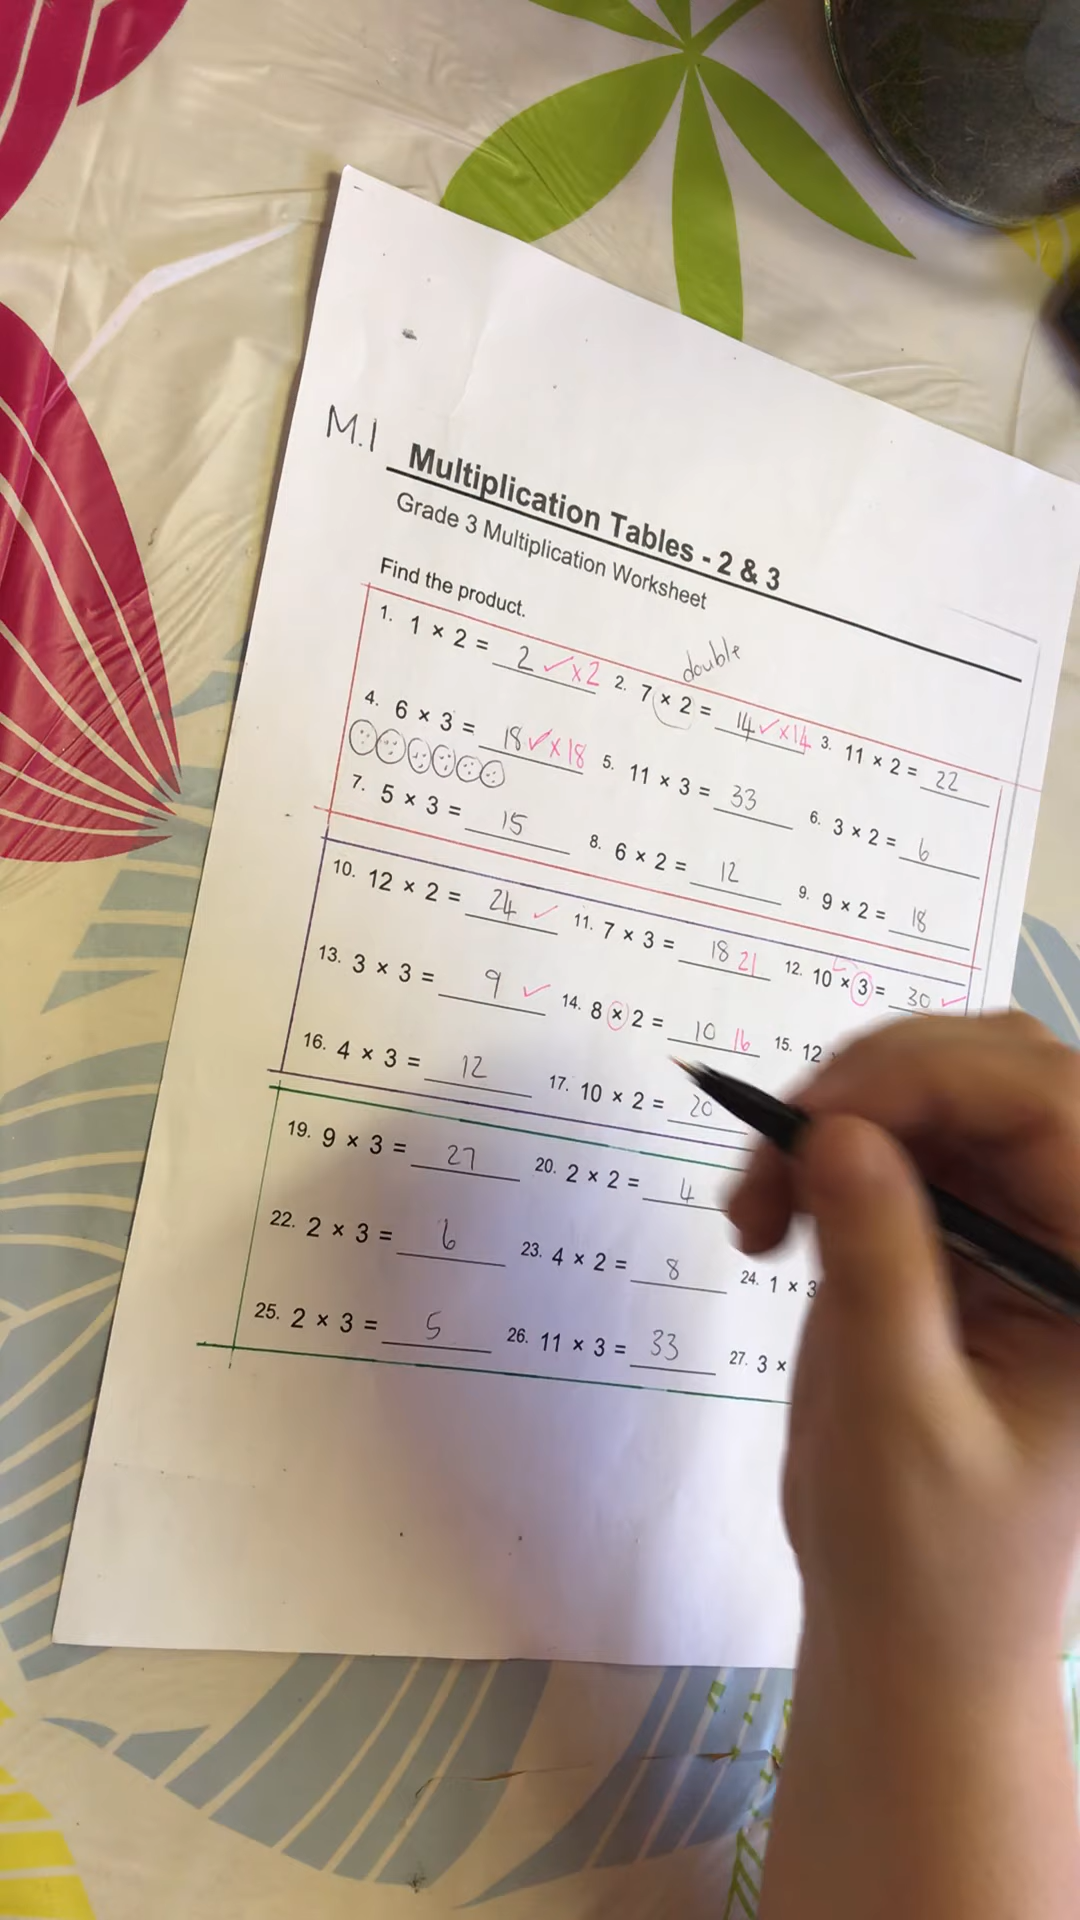 M.1
Multiplication Tables - 2 & 3
Grade 3 Multiplication Worksheet
Find the product.
double
1. 1 × 2 = 2 ✓×2 2. 7 × 2 = 14 ✓×14 3. 11 × 2 = 22
4. 6 × 3 = 18 ✓×18 5. 11 × 3 = 33 6. 3 × 2 = 6
7. 5 × 3 = 15 8. 6 × 2 = 12 9. 9 × 2 = 18
10. 12 × 2 = 24 ✓ 11. 7 × 3 = 18 21 12. 10 × 3 = 30 ✓
13. 3 × 3 = 9 ✓ 14. 8 × 2 = 10 16 15. 12
16. 4 × 3 = 12 17. 10 × 2 = 20
19. 9 × 3 = 27 20. 2 × 2 = 4
22. 2 × 3 = 6 23. 4 × 2 = 8 24. 1 × 3
25. 2 × 3 = 5 26. 11 × 3 = 33 27. 3 ×